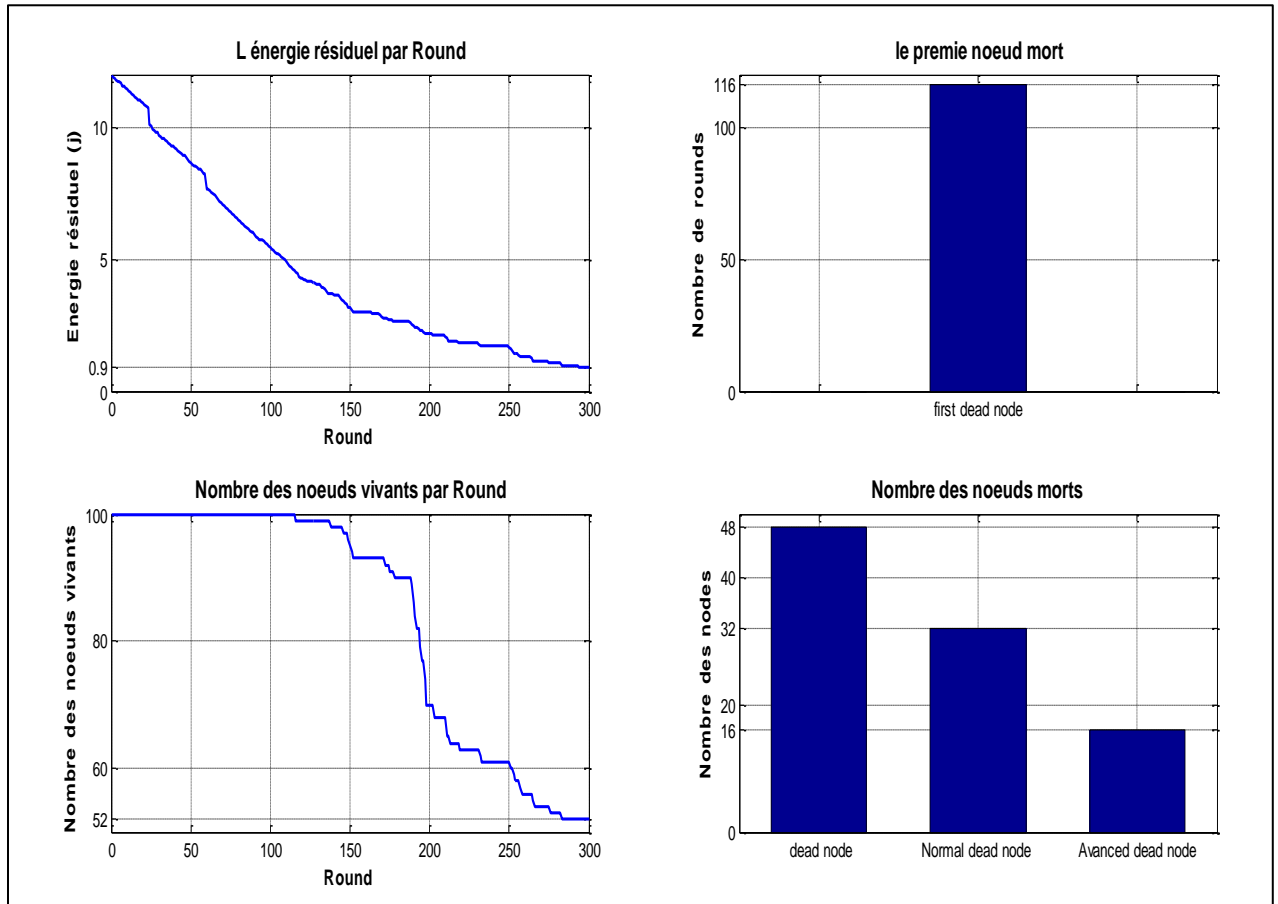 L énergie résiduel par Round
10
5
0.9
0
Energie résiduel (j)
0 50 100 150 200 250 300
Round
le premie noeud mort
116
100
50
0
Nombre de rounds
first dead node
Nombre des noeuds vivants par Round
100
80
60
52
Nombre des noeuds vivants
0 50 100 150 200 250 300
Round
Nombre des noeuds morts
48
40
32
20
16
0
Nombre des nodes
dead node Normal dead node Avanced dead node